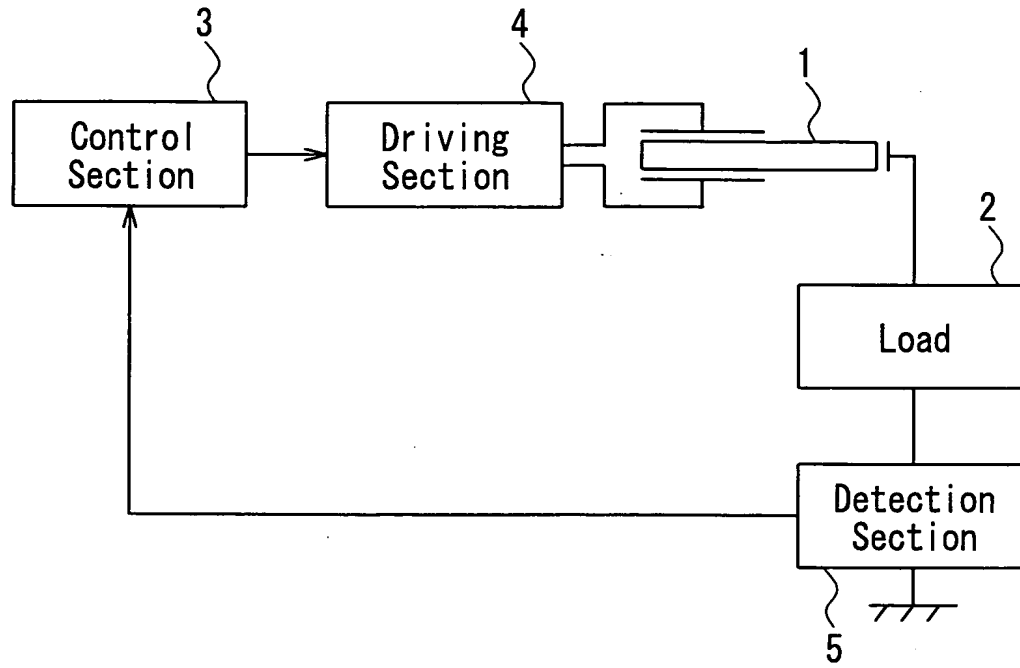 3
4
1
Control
Section
Driving
Section
2
Load
Detection
Section
5